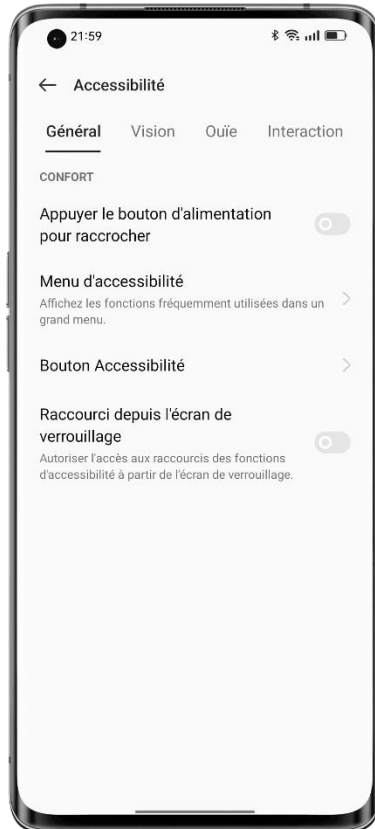 21:59
Accessibilité
Général Vision Ouïe Interaction
CONFORT
Appuyer le bouton d'alimentation
pour raccrocher
Menu d'accessibilité
Affichez les fonctions fréquemment utilisées dans un
grand menu.
Bouton Accessibilité
Raccourci depuis l'écran de
verrouillage
Autoriser l'accès aux raccourcis des fonctions
d'accessibilité à partir de l'écran de verrouillage.